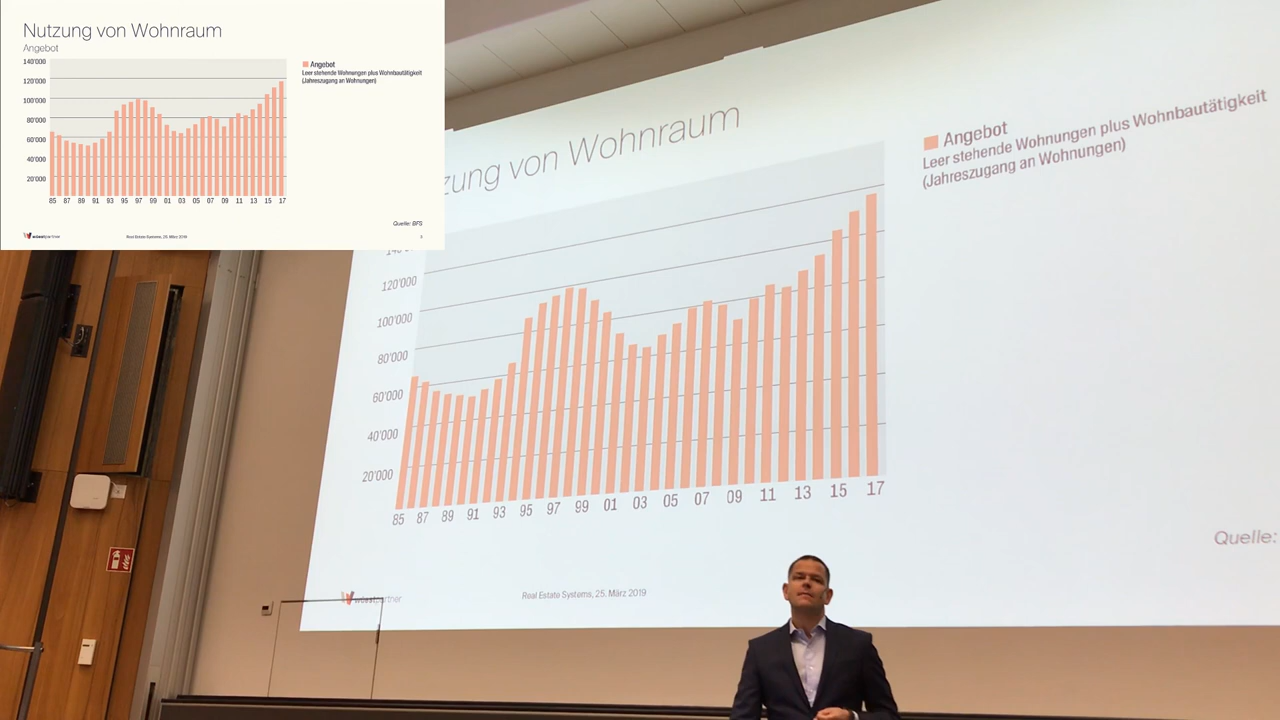 Nutzung von Wohnraum
Angebot
140'000
120'000
100'000
80'000
60'000
40'000
20'000
85 87 89 91 93 95 97 99 01 03 05 07 09 11 13 15 17
Angebot
Leer stehende Wohnungen plus Wohnbautätigkeit
(Jahreszugang an Wohnungen)
Quelle: BFS
wüestpartner
Real Estate Systems, 25. März 2019
zung von Wohnraum
120'000
100'000
80'000
60'000
40'000
20'000
85 87 89 91 93 95 97 99 01 03 05 07 09 11 13 15 17
Angebot
Leer stehende Wohnungen plus Wohnbautätigkeit
(Jahreszugang an Wohnungen)
Quelle:
wüestpartner
Real Estate Systems, 25. März 2019